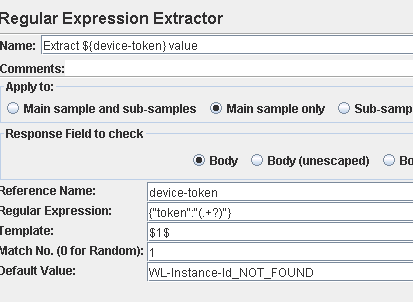 Regular Expression Extractor
Name: Extract ${device-token} value
Comments:
Apply to:
Main sample and sub-samples Main sample only Sub-samp
Response Field to check
Body Body (unescaped) Bo
Reference Name: device-token
Regular Expression: {"token":"(.+?)"}
Template: $1$
Match No. (0 for Random): 1
Default Value: WL-Instance-Id_NOT_FOUND